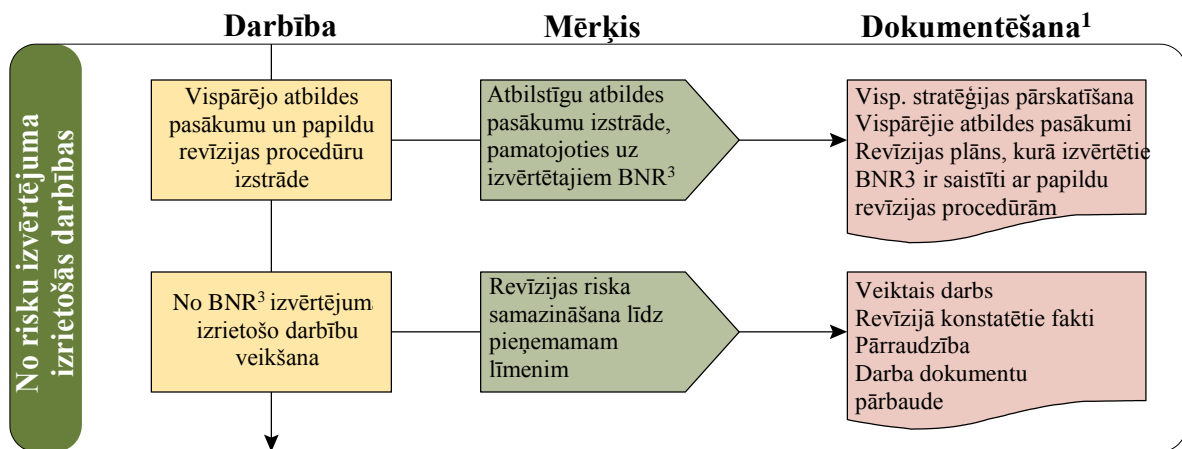 Darbība
Mērķis
Dokumentēšana¹
No risku izvērtējuma
izrietošās darbības
Vispārējo atbildes
pasākumu un papildu
revīzijas procedūru
izstrāde
Atbilstīgu atbildes
pasākumu izstrāde,
pamatojoties uz
izvērtētajiem BNR³
Visp. stratēģijas pārskatīšana
Vispārējie atbildes pasākumi
Revīzijas plāns, kurā izvērtētie
BNR3 ir saistīti ar papildu
revīzijas procedūrām
No BNR³ izvērtējum
izrietošo darbību
veikšana
Revīzijas riska
samazināšana līdz
pieņemamam
līmenim
Veiktais darbs
Revīzijā konstatētie fakti
Pārraudzība
Darba dokumentu
pārbaude